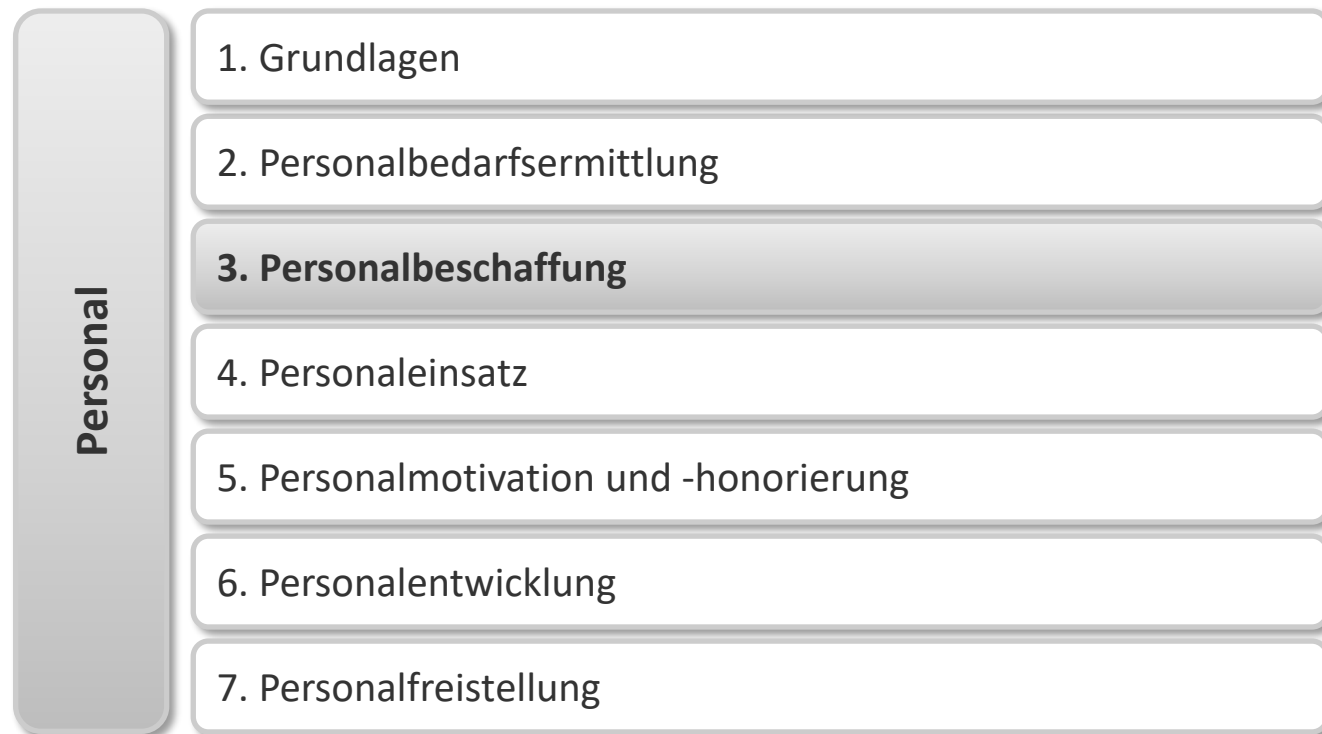 Personal
1. Grundlagen
2. Personalbedarfsermittlung
3. Personalbeschaffung
4. Personaleinsatz
5. Personalmotivation und -honorierung
6. Personalentwicklung
7. Personalfreistellung